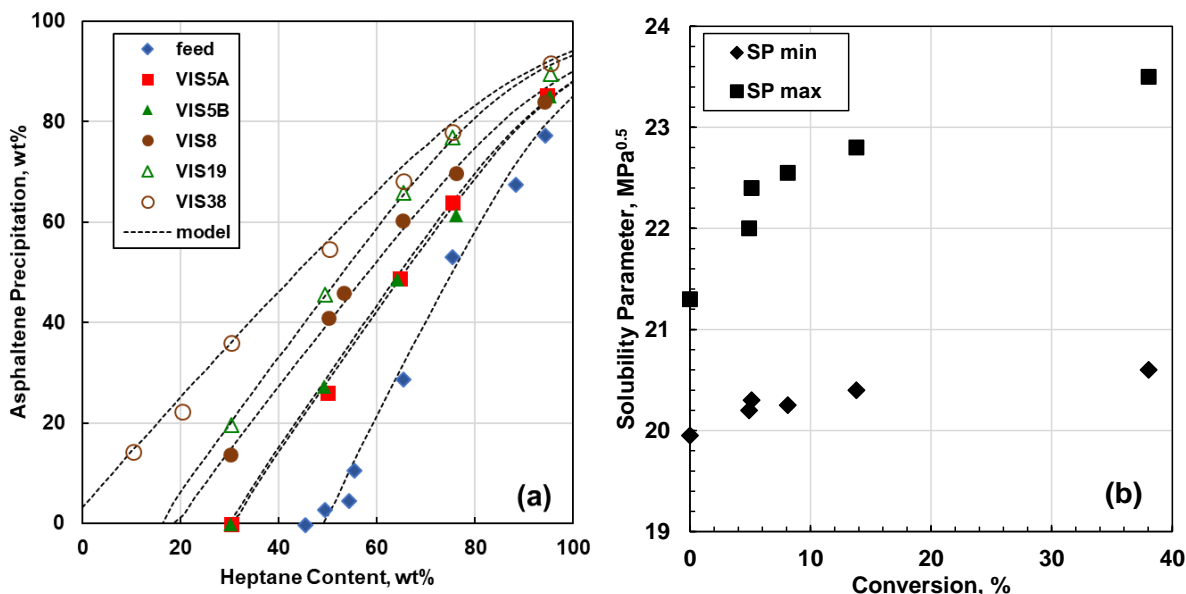 100
80
60
40
20
0
Asphaltene Precipitation, wt%
feed
VIS5A
VIS5B
VIS8
VIS19
VIS38
model
(a)
0 20 40 60 80 100
Heptane Content, wt%
24
23
22
21
20
19
Solubility Parameter, MPa0.5
SP min
SP max
(b)
0 10 20 30 40
Conversion, %